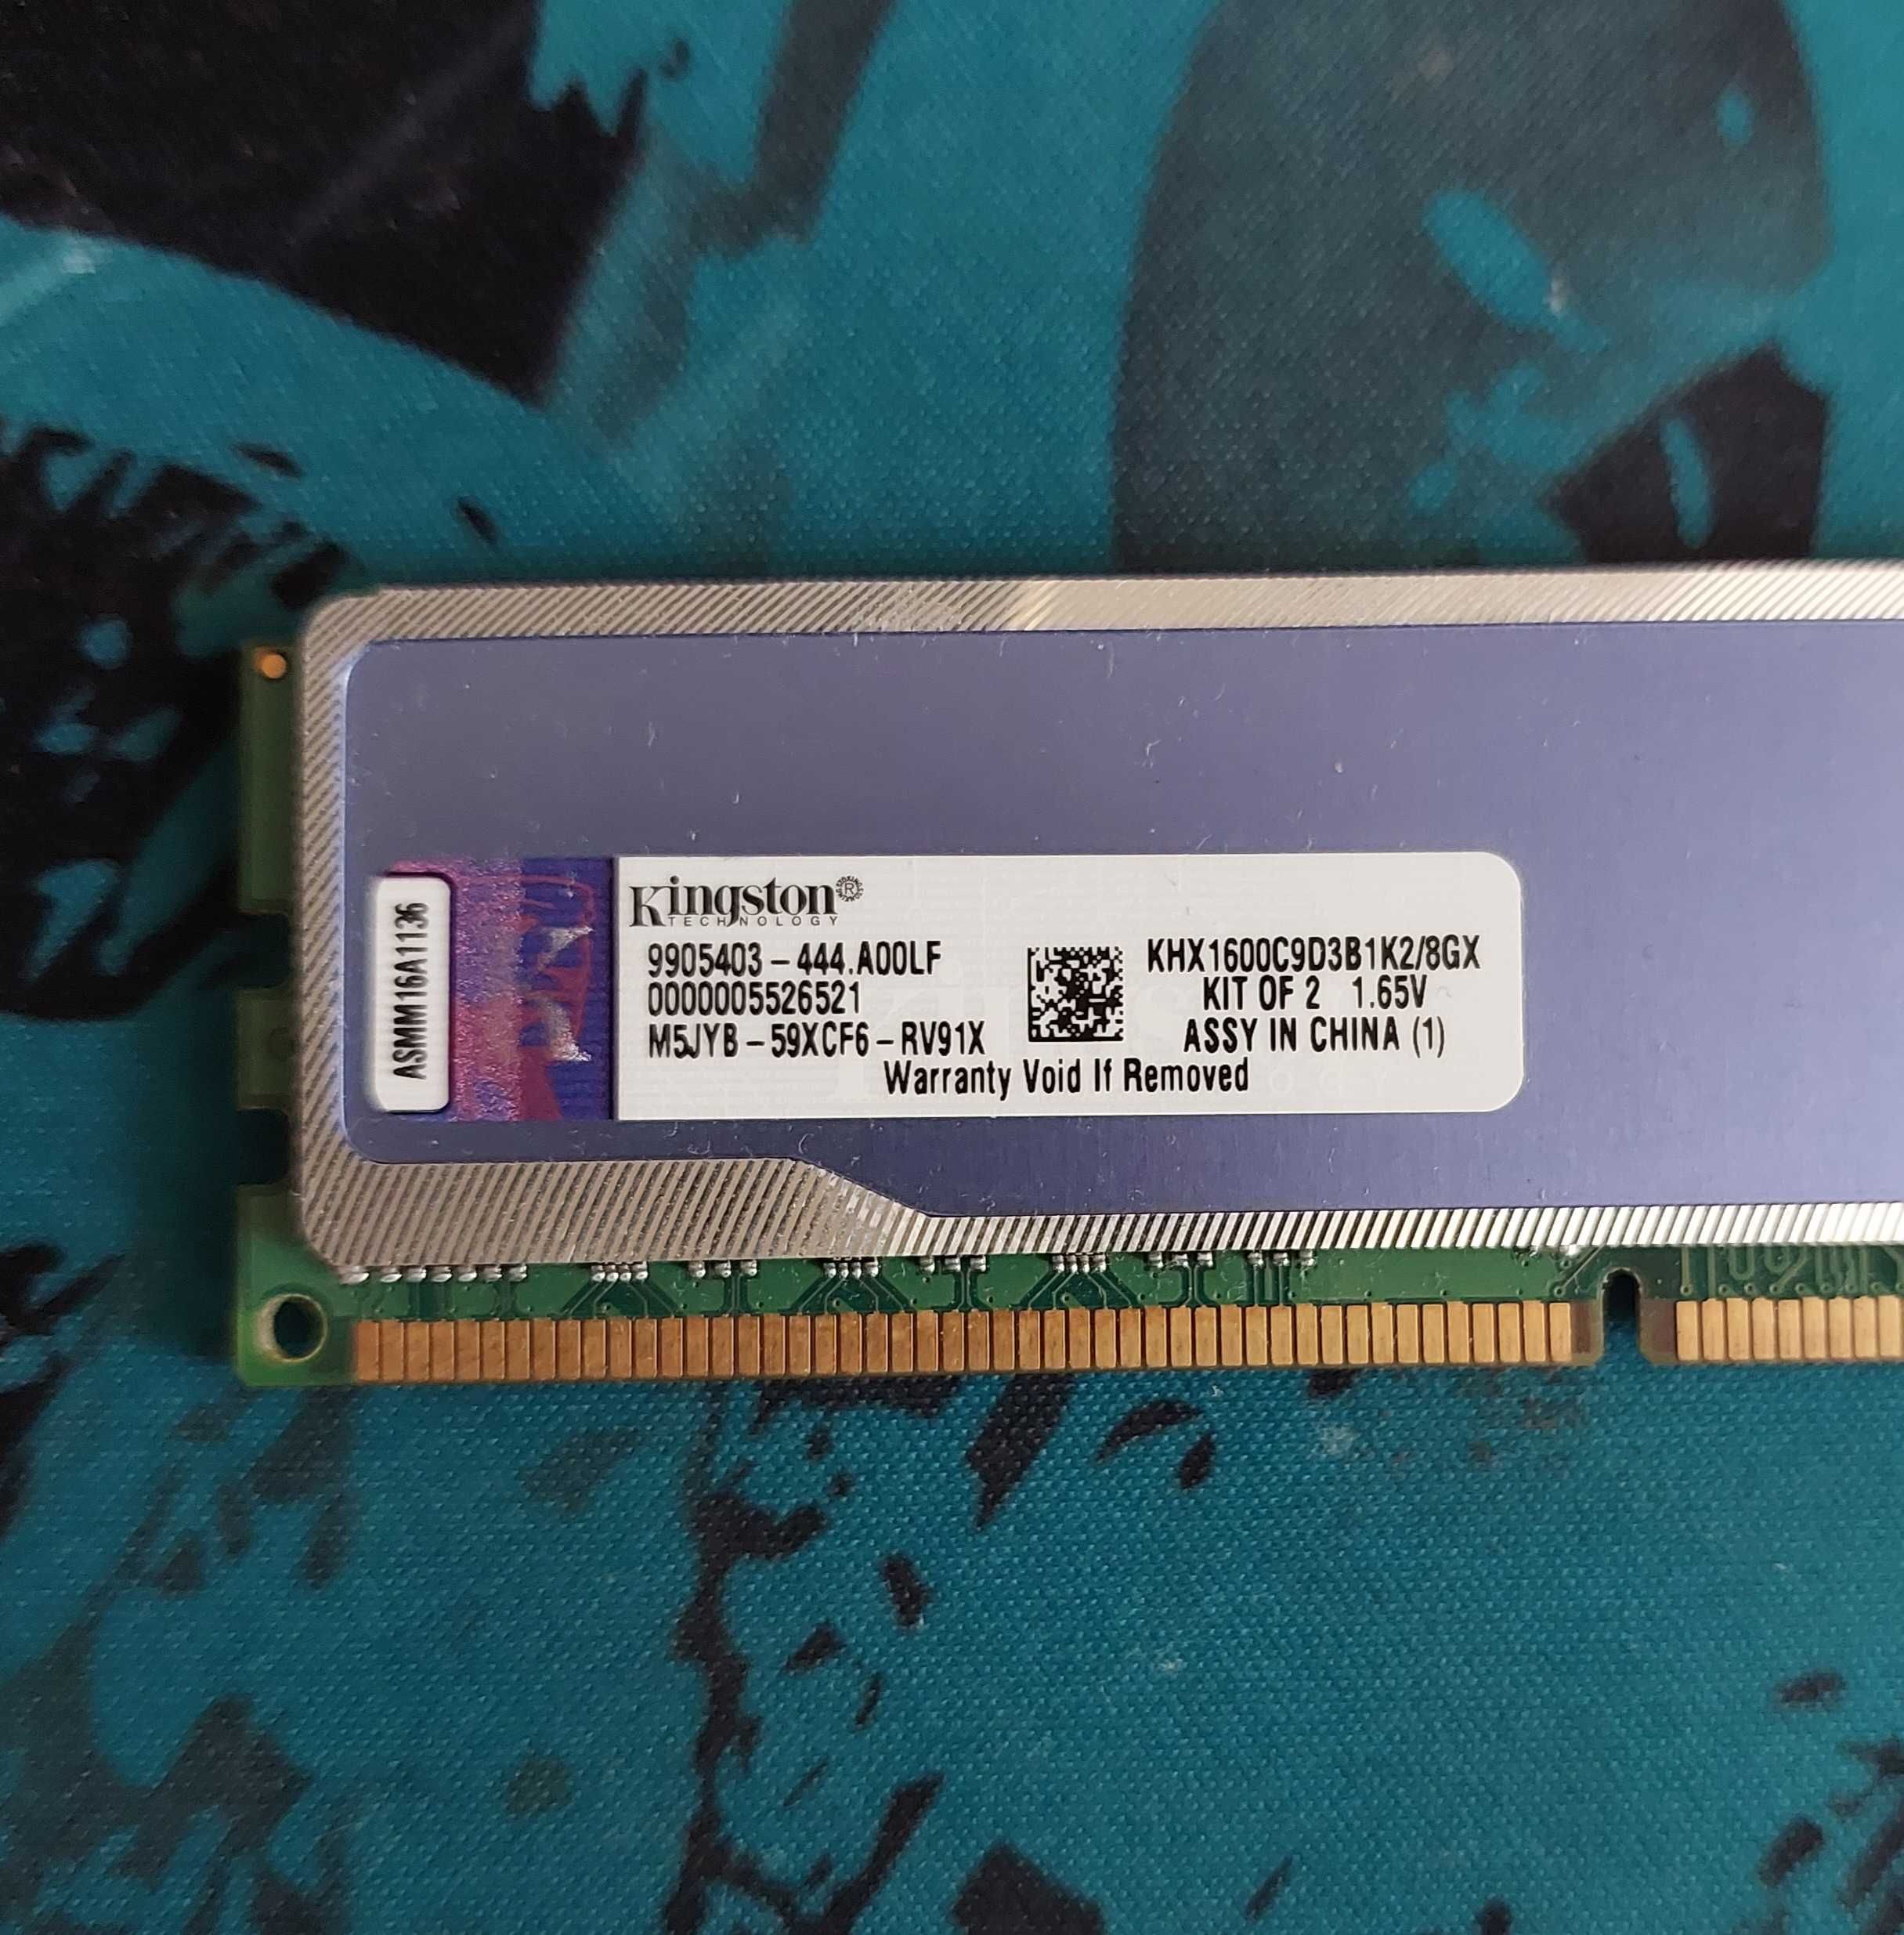 ASMM16A1136
Kingston®
TECHNOLOGY
9905403-444.A00LF
0000005526521
M5JYB-59XCF6-RV91X
KHX1600C9D3B1K2/8GX
KIT OF 2 1.65V
ASSY IN CHINA (1)
Warranty Void If Removed